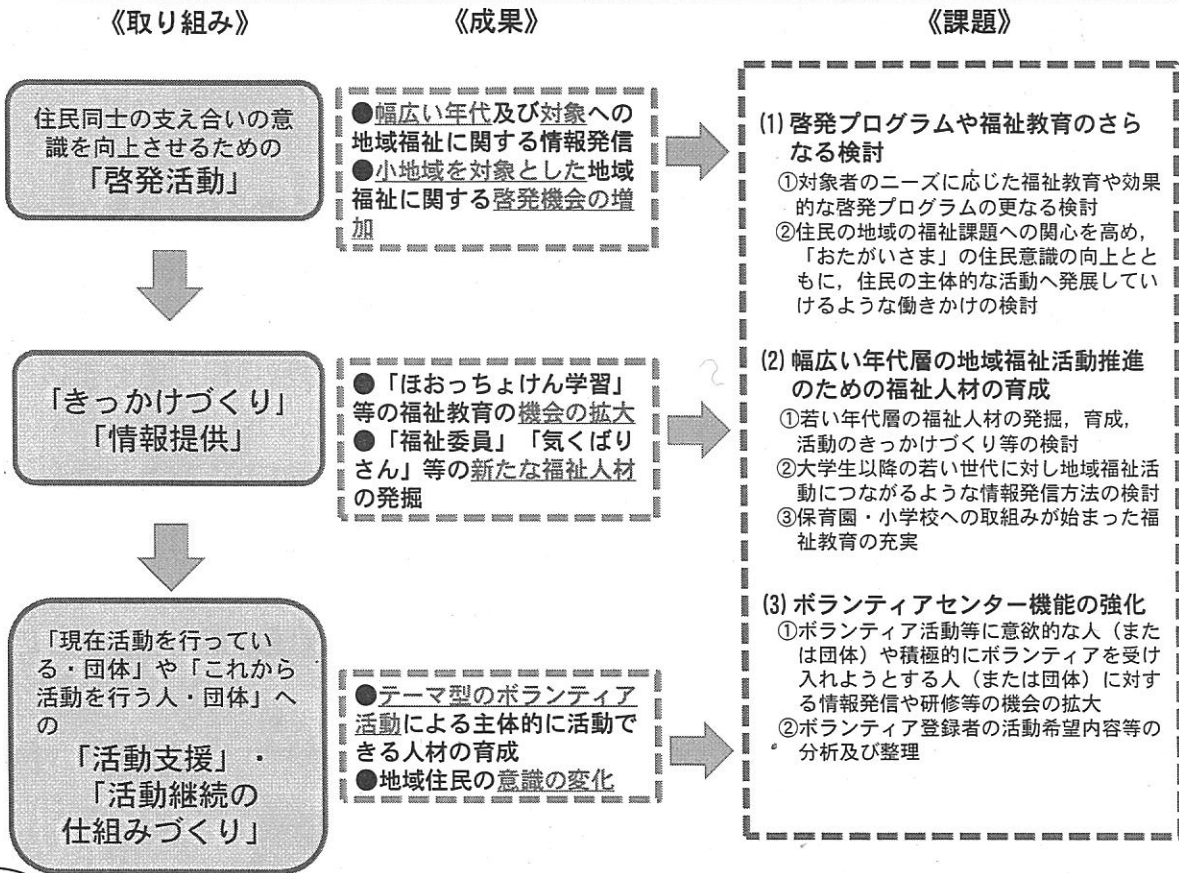 《取り組み》
《成果》
《課題》
住民同士の支え合いの意
識を向上させるための
「啓発活動」
●幅広い年代及び対象への
地域福祉に関する情報発信
●小地域を対象とした地域
福祉に関する啓発機会の増
加
「きっかけづくり」
「情報提供」
●「ほおっちょけん学習」
等の福祉教育の機会の拡大
●「福祉委員」「気くばり
さん」等の新たな福祉人材
の発掘
「現在活動を行ってい
る・団体」や「これから
活動を行う人・団体」へ
の
「活動支援」・
「活動継続の
仕組みづくり」
●テーマ型のボランティア
活動による主体的に活動で
きる人材の育成
●地域住民の意識の変化
(1) 啓発プログラムや福祉教育のさら
なる検討
①対象者のニーズに応じた福祉教育や効果
的な啓発プログラムの更なる検討
②住民の地域の福祉課題への関心を高め，
「おたがいさま」の住民意識の向上とと
もに，住民の主体的な活動へ発展してい
けるような働きかけの検討
(2) 幅広い年代層の地域福祉活動推進
のための福祉人材の育成
①若い年代層の福祉人材の発掘，育成，
活動のきっかけづくり等の検討
②大学生以降の若い世代に対し地域福祉活
動につながるような情報発信方法の検討
③保育園・小学校への取組みが始まった福
祉教育の充実
(3) ボランティアセンター機能の強化
①ボランティア活動等に意欲的な人（また
は団体）や積極的にボランティアを受け
入れようとする人（または団体）に対す
る情報発信や研修等の機会の拡大
②ボランティア登録者の活動希望内容等の
分析及び整理